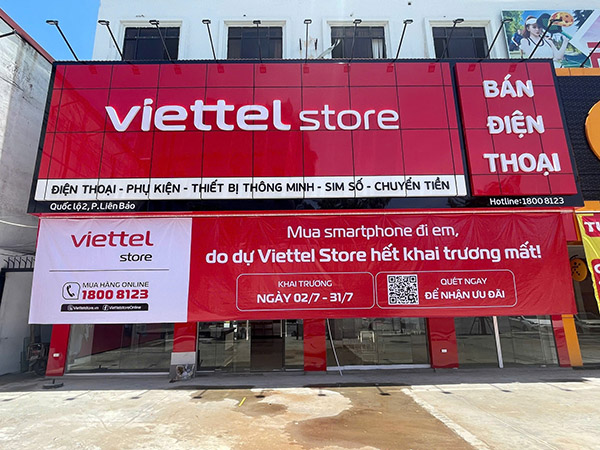 viettel store
BÁN
ĐIỆN
THOẠI
ĐIỆN THOẠI - PHỤ KIỆN - THIẾT BỊ THÔNG MINH - SIM SỐ - CHUYỂN TIỀN
Quốc lộ 2, P.Liên Bảo
Hotline:1800 8123
viettel
store
MUA HÀNG ONLINE
1800 8123
Viettelstore.vn
ViettelstoreOnline
Mua smartphone đi em,
do dự Viettel Store hết khai trương mất!
KHAI TRƯƠNG
NGÀY 02/7 - 31/7
QUÉT NGAY
ĐỂ NHẬN ƯU ĐÃI